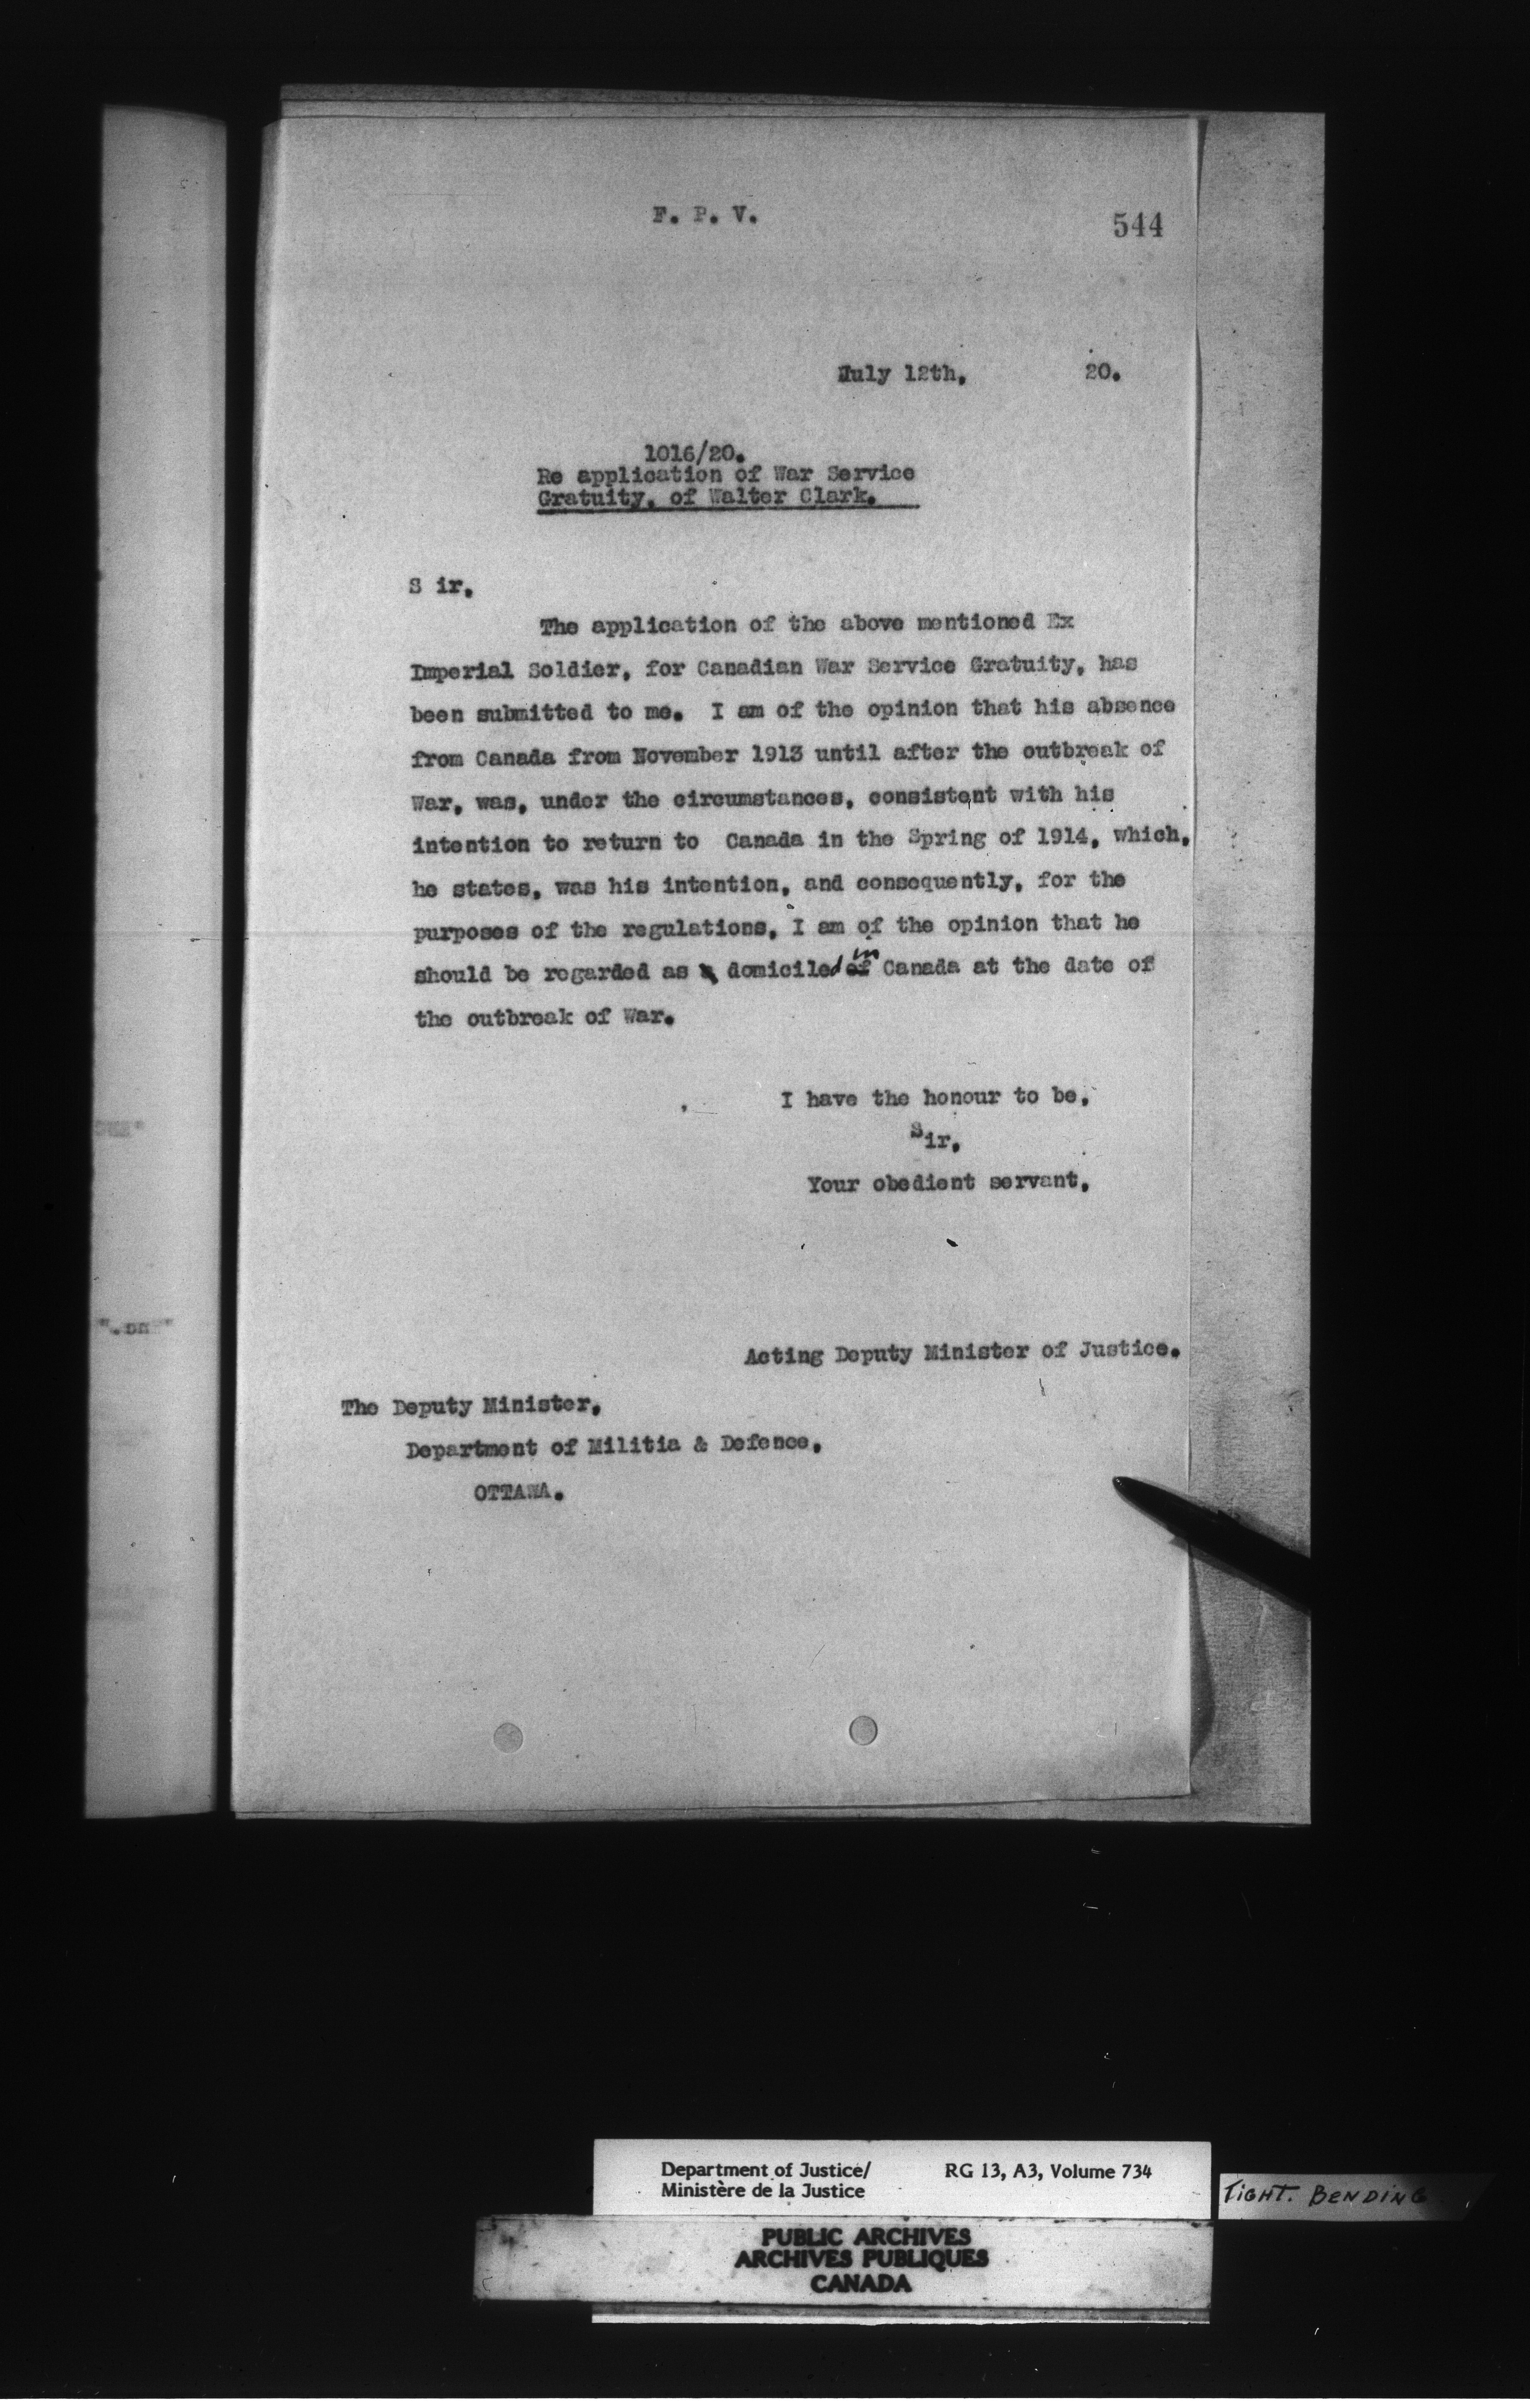 F. P. V.
544
July 12th, 20.
1016/20.
Re application of War Service
Gratuity, of Walter Clark.
S ir,
The application of the above mentioned Ex
Imperial Soldier, for Canadian War Service Gratuity, has
been submitted to me. I am of the opinion that his absence
from Canada from November 1913 until after the outbreak of
War, was, under the circumstances, consistent with his
intention to return to Canada in the Spring of 1914, which,
he states, was his intention, and consequently, for the
purposes of the regulations, I am of the opinion that he
should be regarded as a domiciled of in Canada at the date of
the outbreak of War.
I have the honour to be,
Sir,
Your obedient servant,
Acting Deputy Minister of Justice.
The Deputy Minister,
Department of Militia & Defence,
OTTAWA.
Department of Justice/ RG 13, A3, Volume 734
Ministère de la Justice
TIGHT. BENDING
PUBLIC ARCHIVES
ARCHIVES PUBLIQUES
CANADA